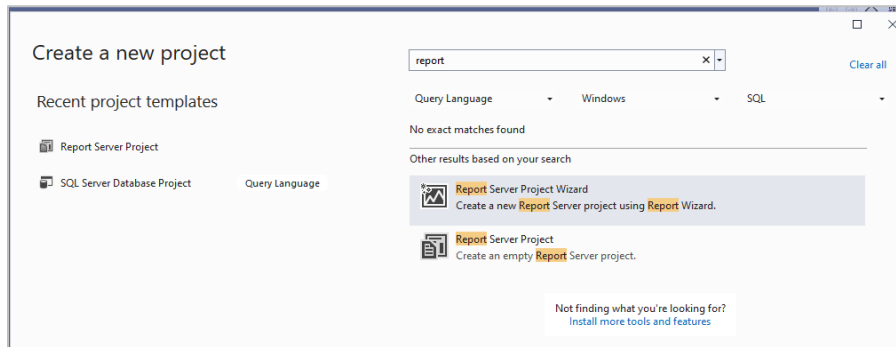 Create a new project
Recent project templates
Report Server Project
SQL Server Database Project Query Language
report
Clear all
Query Language Windows SQL
No exact matches found
Other results based on your search
Report Server Project Wizard
Create a new Report Server project using Report Wizard.
Report Server Project
Create an empty Report Server project.
Not finding what you're looking for?
Install more tools and features